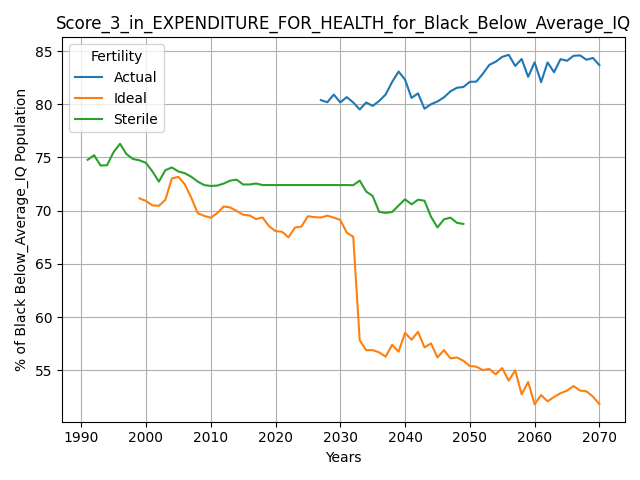 Score_3_in_EXPENDITURE_FOR_HEALTH_for_Black_Below_Average_IQ
Fertility
Actual
Ideal
Sterile
% of Black Below_Average_IQ Population
85
80
75
70
65
60
55
1990 2000 2010 2020 2030 2040 2050 2060 2070
Years